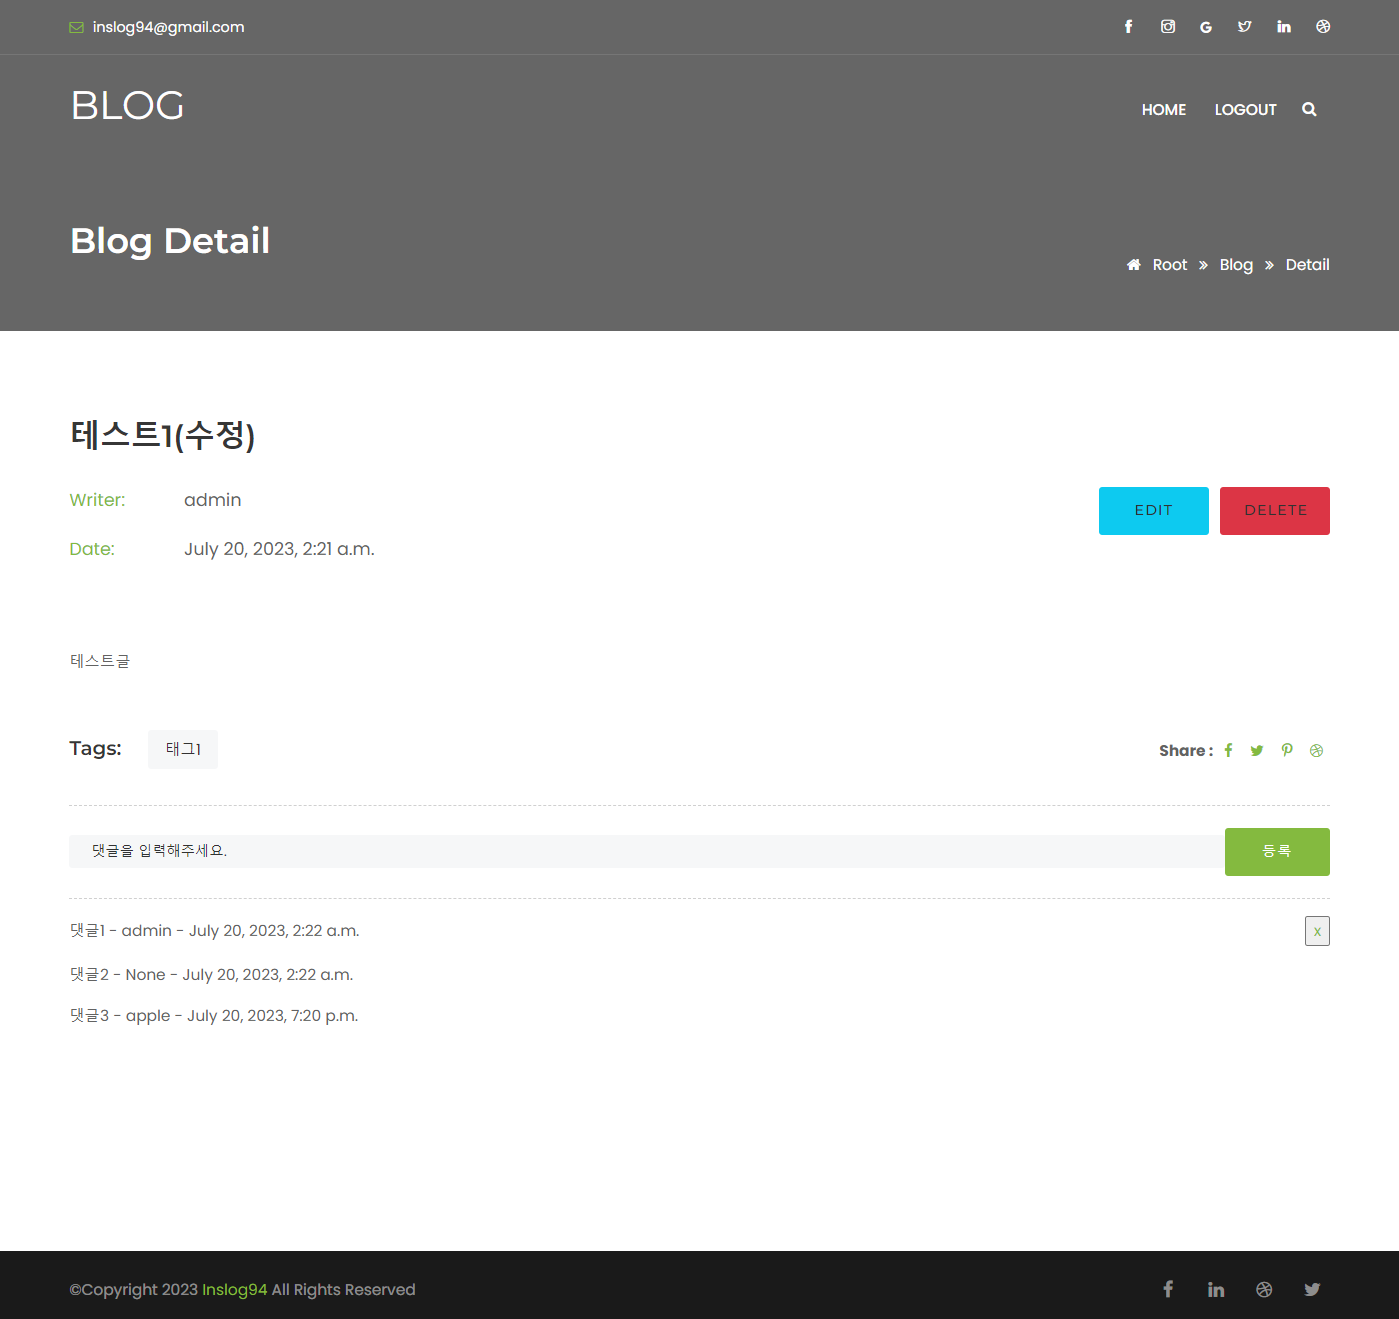 inslog94@gmail.com
BLOG
HOME LOGOUT
Blog Detail
Root Blog Detail
테스트1(수정)
Writer: admin
EDIT DELETE
Date: July 20, 2023, 2:21 a.m.
테스트글
Tags: 태그1
Share :
댓글을 입력해주세요.
등록
댓글1 - admin - July 20, 2023, 2:22 a.m.
x
댓글2 - None - July 20, 2023, 2:22 a.m.
댓글3 - apple - July 20, 2023, 7:20 p.m.
©Copyright 2023 Inslog94 All Rights Reserved